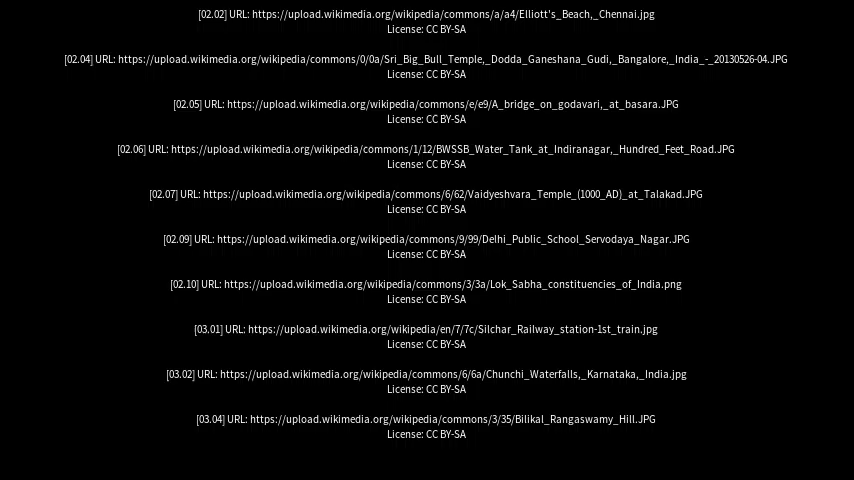 [02.02] URL: https://upload.wikimedia.org/wikipedia/commons/a/a4/Elliott's_Beach,_Chennai.jpg
License: CC BY-SA
[02.04] URL: https://upload.wikimedia.org/wikipedia/commons/0/0a/Sri_Big_Bull_Temple,_Dodda_Ganeshana_Gudi,_Bangalore,_India_-_20130526-04.JPG
License: CC BY-SA
[02.05] URL: https://upload.wikimedia.org/wikipedia/commons/e/e9/A_bridge_on_godavari,_at_basara.JPG
License: CC BY-SA
[02.06] URL: https://upload.wikimedia.org/wikipedia/commons/1/12/BWSSB_Water_Tank_at_Indiranagar,_Hundred_Feet_Road.JPG
License: CC BY-SA
[02.07] URL: https://upload.wikimedia.org/wikipedia/commons/6/62/Vaidyeshvara_Temple_(1000_AD)_at_Talakad.JPG
License: CC BY-SA
[02.09] URL: https://upload.wikimedia.org/wikipedia/commons/9/99/Delhi_Public_School_Servodaya_Nagar.JPG
License: CC BY-SA
[02.10] URL: https://upload.wikimedia.org/wikipedia/commons/3/3a/Lok_Sabha_constituencies_of_India.png
License: CC BY-SA
[03.01] URL: https://upload.wikimedia.org/wikipedia/en/7/7c/Silchar_Railway_station-1st_train.jpg
License: CC BY-SA
[03.02] URL: https://upload.wikimedia.org/wikipedia/commons/6/6a/Chunchi_Waterfalls,_Karnataka,_India.jpg
License: CC BY-SA
[03.04] URL: https://upload.wikimedia.org/wikipedia/commons/3/35/Bilikal_Rangaswamy_Hill.JPG
License: CC BY-SA